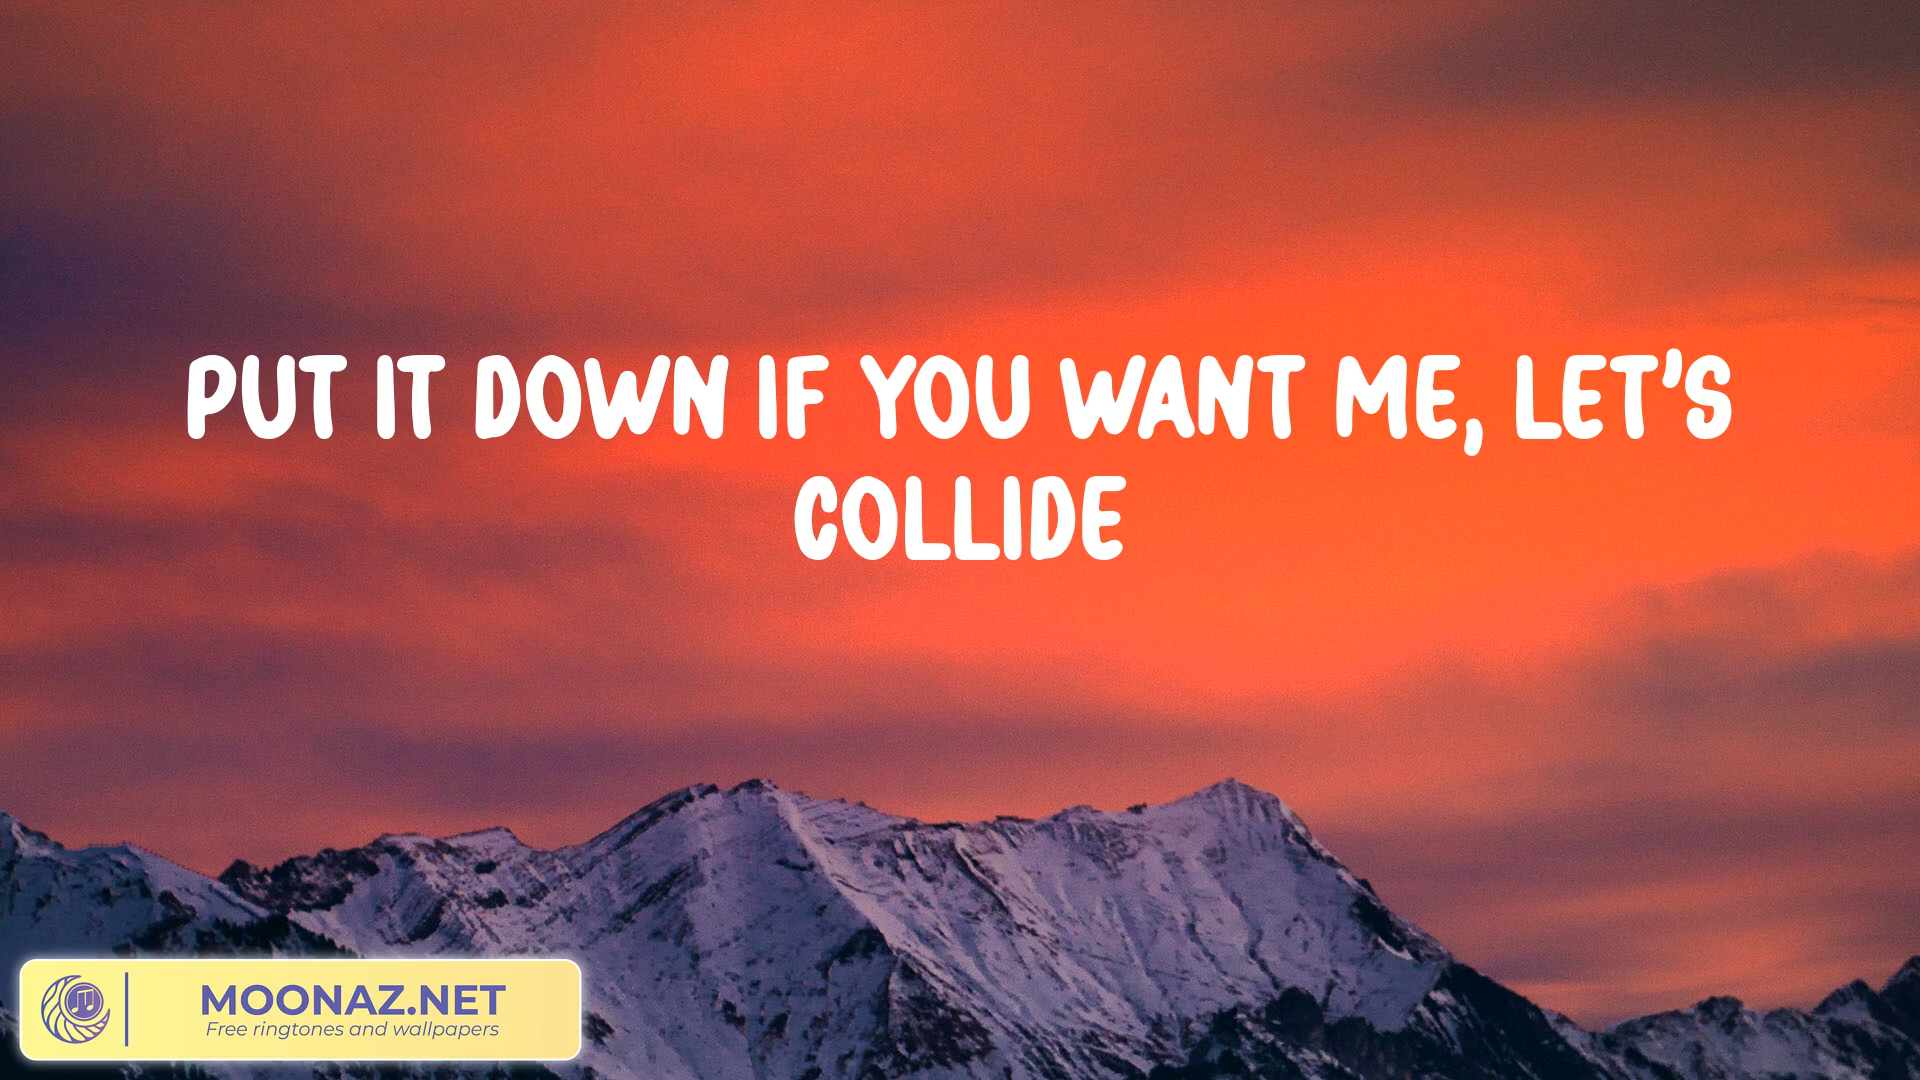 PUT IT DOWN IF YOU WANT ME, LET'S
COLLIDE
MOONAZ.NET
Free ringtones and wallpapers